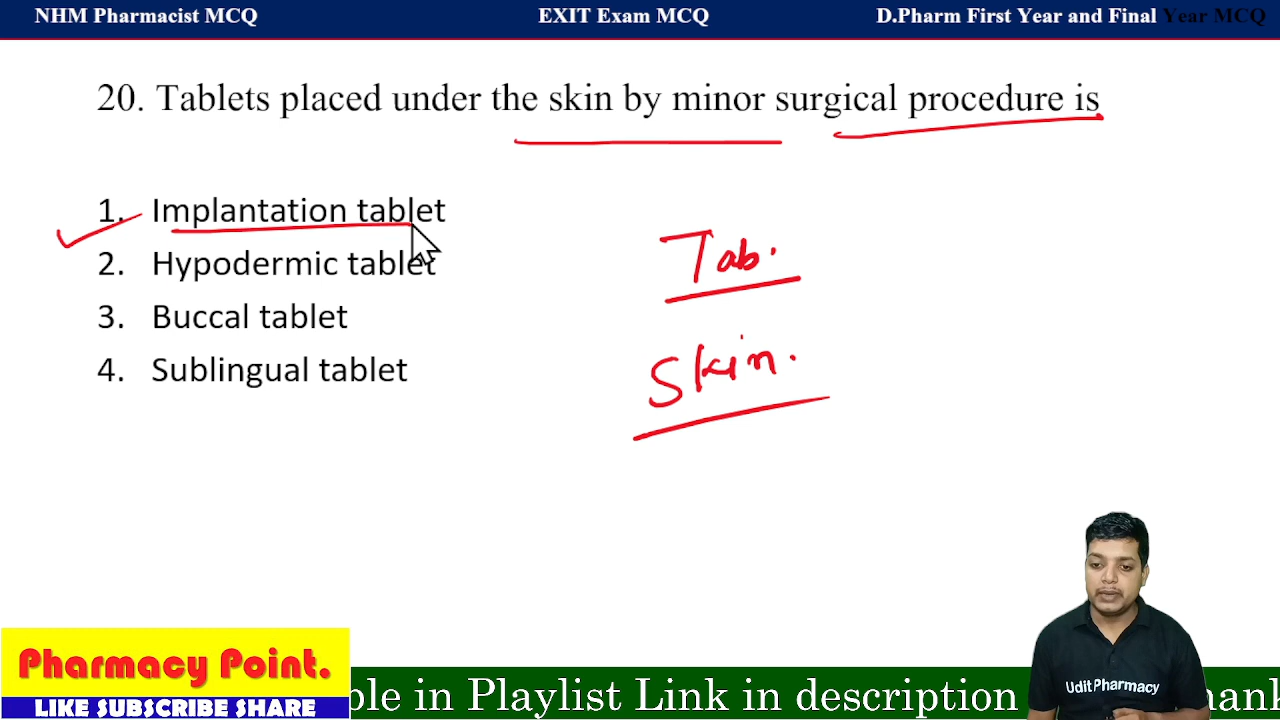 NHM Pharmacist MCQ EXIT Exam MCQ D.Pharm First Year and Final Year MCQ
20. Tablets placed under the skin by minor surgical procedure is
1. Implantation tablet
2. Hypodermic tablet
3. Buccal tablet
4. Sublingual tablet
Tab.
Skin.
Udit Pharmacy
Pharmacy Point.
LIKE SUBSCRIBE SHARE
ble in Playlist Link in description hank